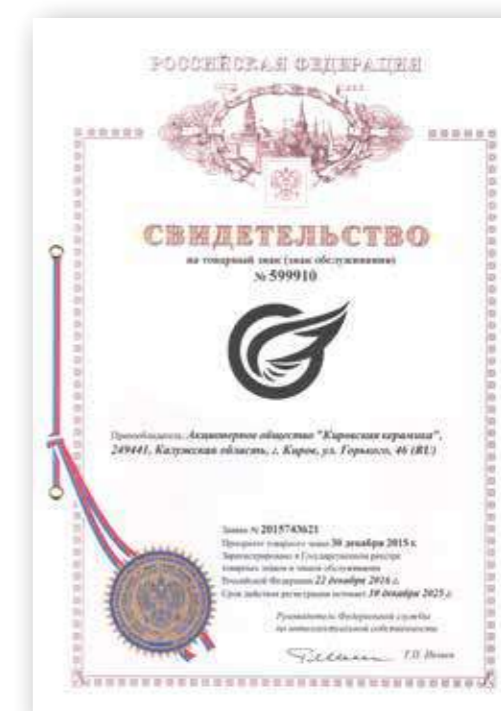 РОССИЙСКАЯ ФЕДЕРАЦИЯ
СВИДЕТЕЛЬСТВО
на товарный знак (знак обслуживания)
№ 599910
Правообладатель: Акционерное общество "Кировская керамика",
249441, Калужская область, г. Киров, ул. Горького, 46 (RU)
Заявка № 2015743621
Приоритет товарного знака 30 декабря 2015 г.
Зарегистрировано в Государственном реестре
товарных знаков и знаков обслуживания
Российской Федерации 22 декабря 2016 г.
Срок действия регистрации истекает 30 декабря 2025 г.
Руководитель Федеральной службы
по интеллектуальной собственности
Г.П. Ивлиев